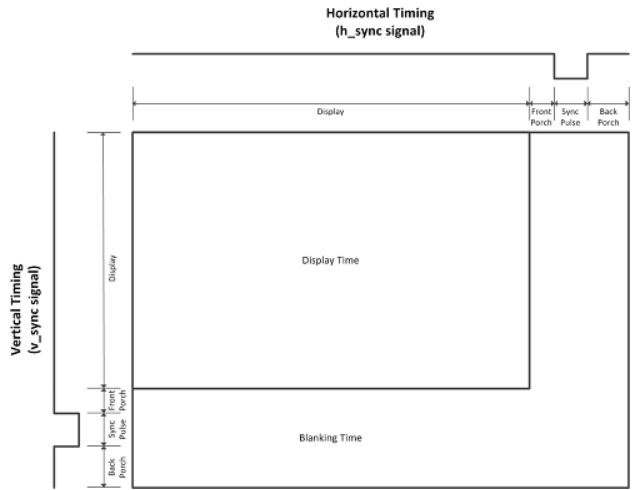 Horizontal Timing
(h_sync signal)
Display
Front
Porch
Sync
Pulse
Back
Porch
Vertical Timing
(v_sync signal)
Display
Front
Porch
Sync
Pulse
Back
Porch
Display Time
Blanking Time